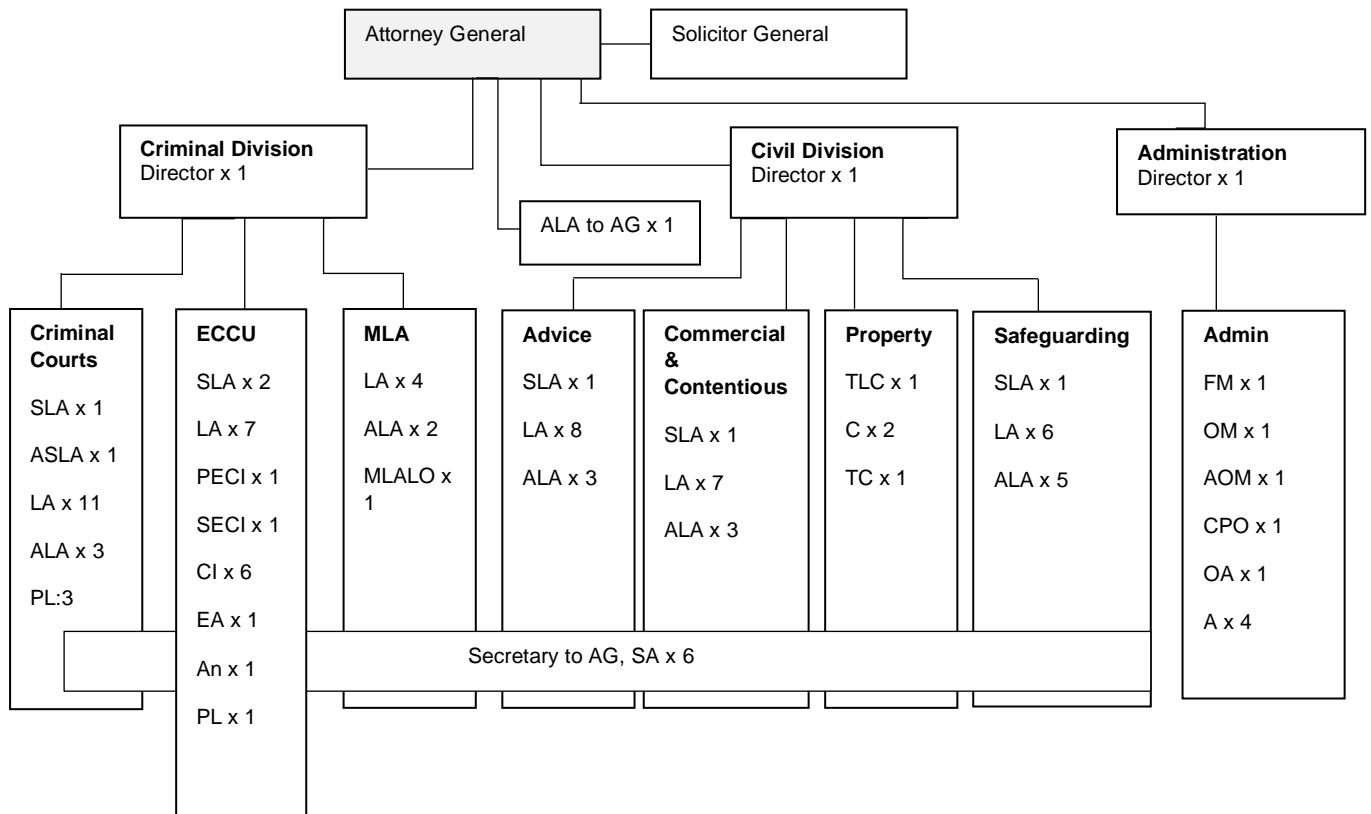 Attorney General
Solicitor General
Criminal Division
Director x 1
Civil Division
Director x 1
Administration
Director x 1
ALA to AG x 1
Criminal
Courts
SLA x 1
ASLA x 1
LA x 11
ALA x 3
PL:3
ECCU
SLA x 2
LA x 7
PECI x 1
SECI x 1
CI x 6
EA x 1
An x 1
PL x 1
MLA
LA x 4
ALA x 2
MLALO x
1
Advice
SLA x 1
LA x 8
ALA x 3
Commercial
&
Contentious
SLA x 1
LA x 7
ALA x 3
Property
TLC x 1
C x 2
TC x 1
Safeguarding
SLA x 1
LA x 6
ALA x 5
Admin
FM x 1
OM x 1
AOM x 1
CPO x 1
OA x 1
A x 4
Secretary to AG, SA x 6